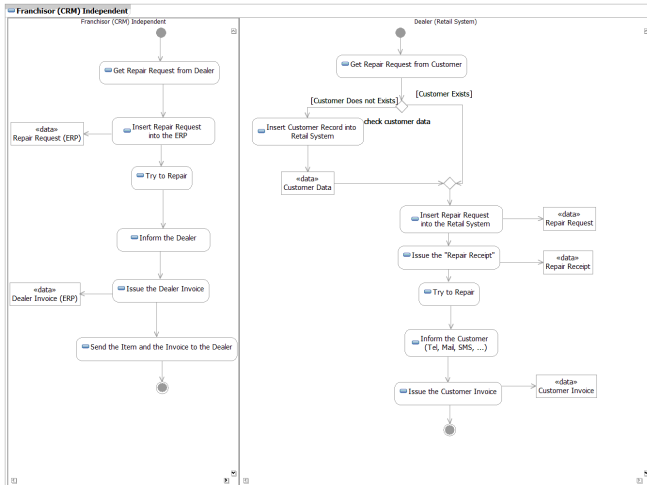 Franchisor (CRM) Independent
Franchisor (CRM) Independent
Get Repair Request from Dealer
«data»
Repair Request (ERP)
Insert Repair Request
into the ERP
Try to Repair
Inform the Dealer
«data»
Dealer Invoice (ERP)
Issue the Dealer Invoice
Send the Item and the Invoice to the Dealer
Dealer (Retail System)
Get Repair Request from Customer
[Customer Does not Exists]
[Customer Exists]
check customer data
Insert Customer Record into
Retail System
«data»
Customer Data
Insert Repair Request
into the Retail System
«data»
Repair Request
Issue the "Repair Receipt"
«data»
Repair Receipt
Try to Repair
Inform the Customer
(Tel, Mail, SMS, ...)
Issue the Customer Invoice
«data»
Customer Invoice